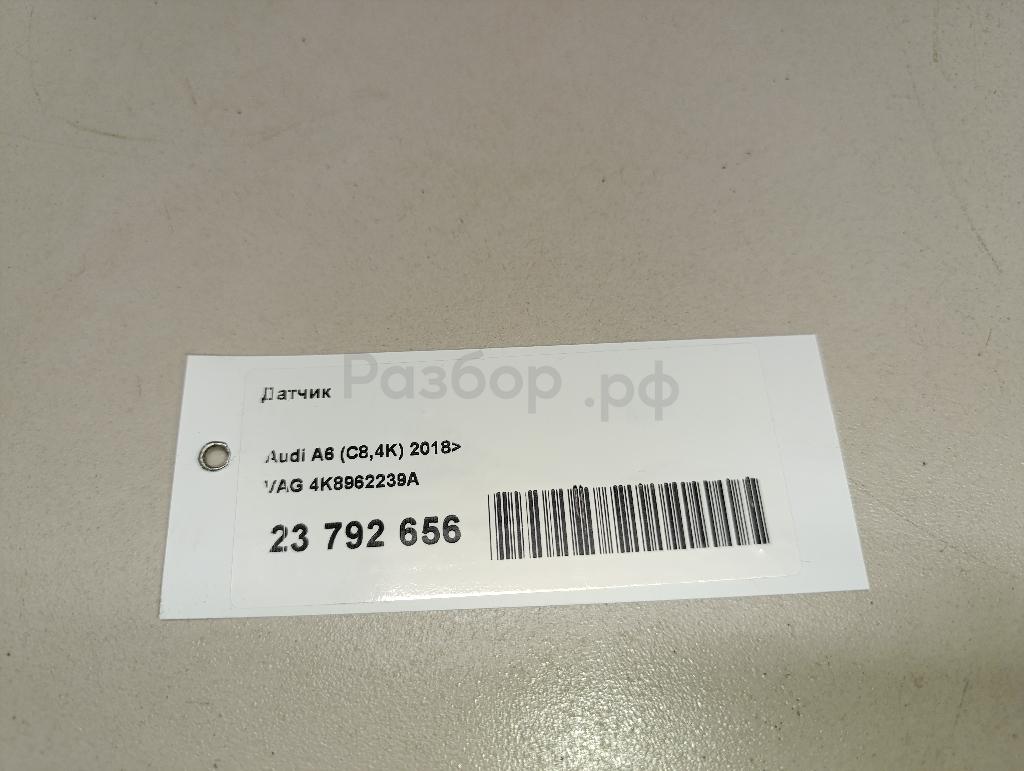 Разбор.рф
Датчик
Audi A6 (C8,4K) 2018>
VAG 4K8962239A
23 792 656